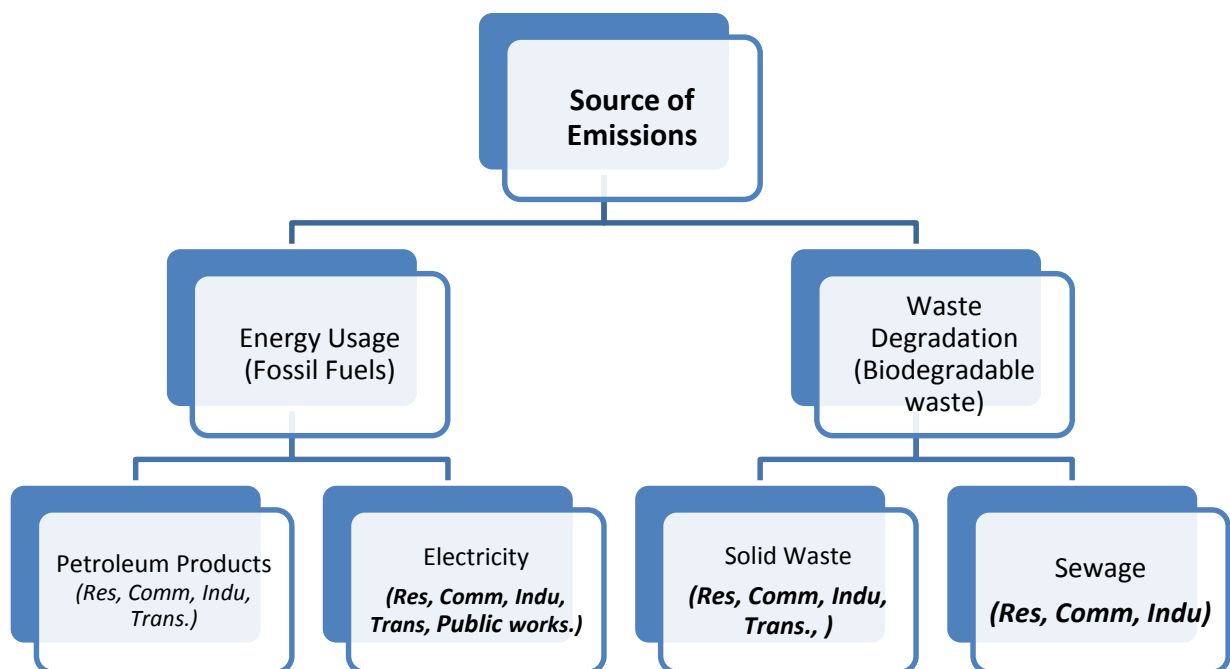 Source of
Emissions
Energy Usage
(Fossil Fuels)
Waste
Degradation
(Biodegradable
waste)
Petroleum Products
(Res, Comm, Indu,
Trans.)
Electricity
(Res, Comm, Indu,
Trans, Public works.)
Solid Waste
(Res, Comm, Indu,
Trans., )
Sewage
(Res, Comm, Indu)